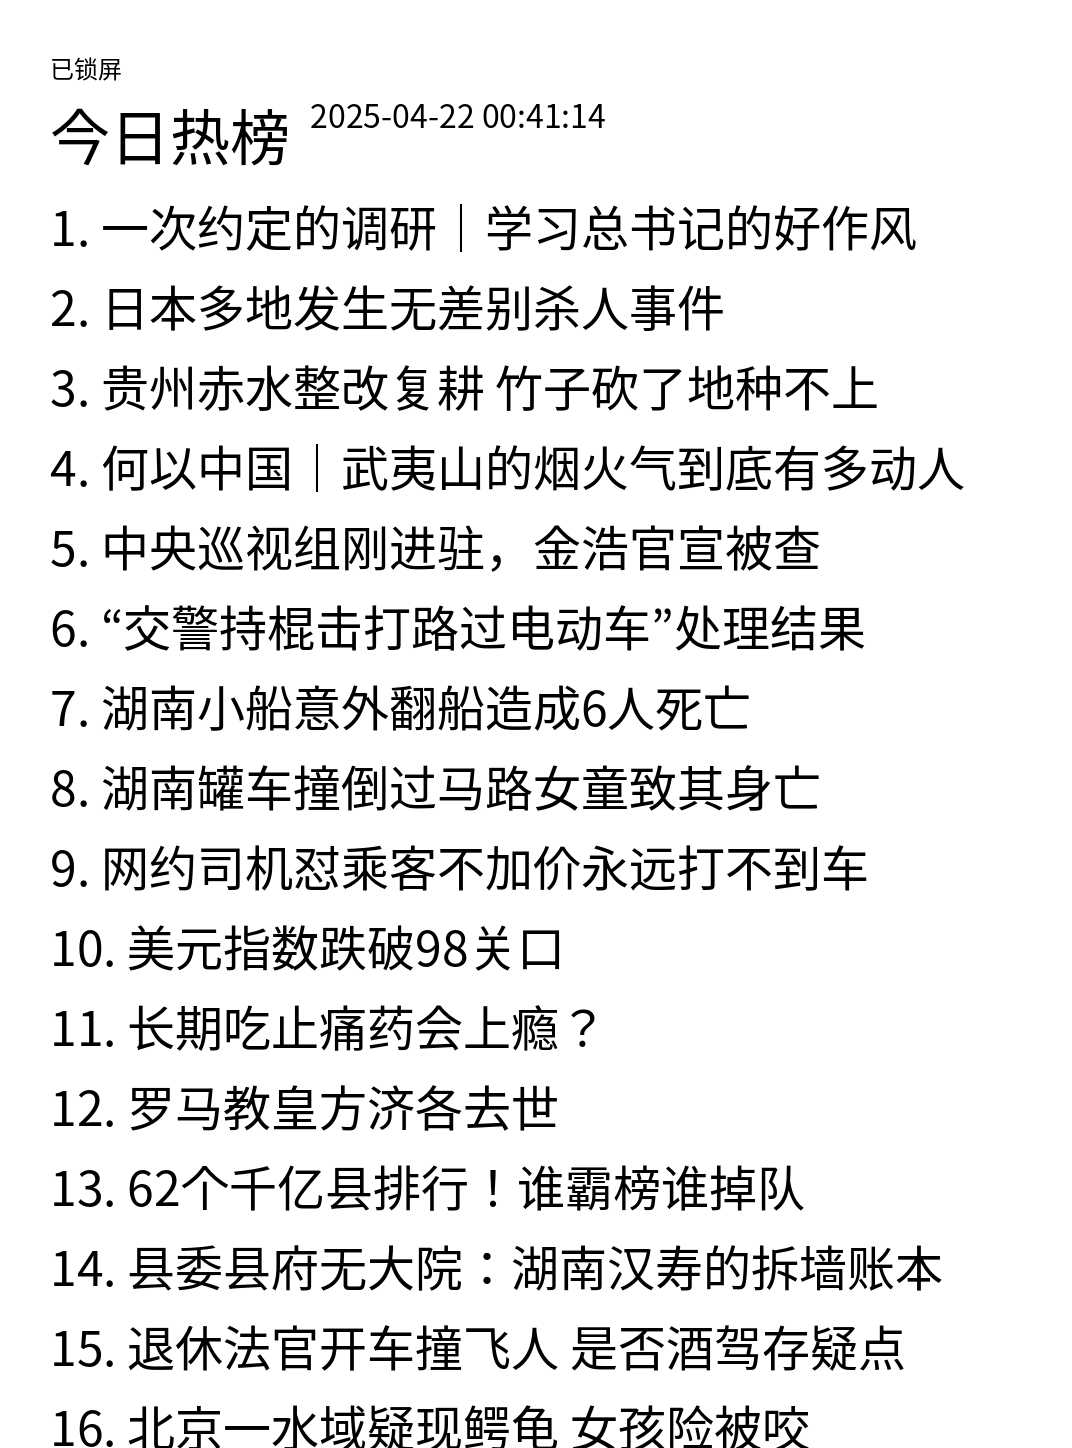 已锁屏
今日热榜 2025-04-22 00:41:14
1. 一次约定的调研｜学习总书记的好作风
2. 日本多地发生无差别杀人事件
3. 贵州赤水整改复耕 竹子砍了地种不上
4. 何以中国｜武夷山的烟火气到底有多动人
5. 中央巡视组刚进驻，金浩官宣被查
6. “交警持棍击打路过电动车”处理结果
7. 湖南小船意外翻船造成6人死亡
8. 湖南罐车撞倒过马路女童致其身亡
9. 网约司机怼乘客不加价永远打不到车
10. 美元指数跌破98关口
11. 长期吃止痛药会上瘾？
12. 罗马教皇方济各去世
13. 62个千亿县排行！谁霸榜谁掉队
14. 县委县府无大院：湖南汉寿的拆墙账本
15. 退休法官开车撞飞人 是否酒驾存疑点
16. 北京一水域疑现鳄龟 女孩险被咬